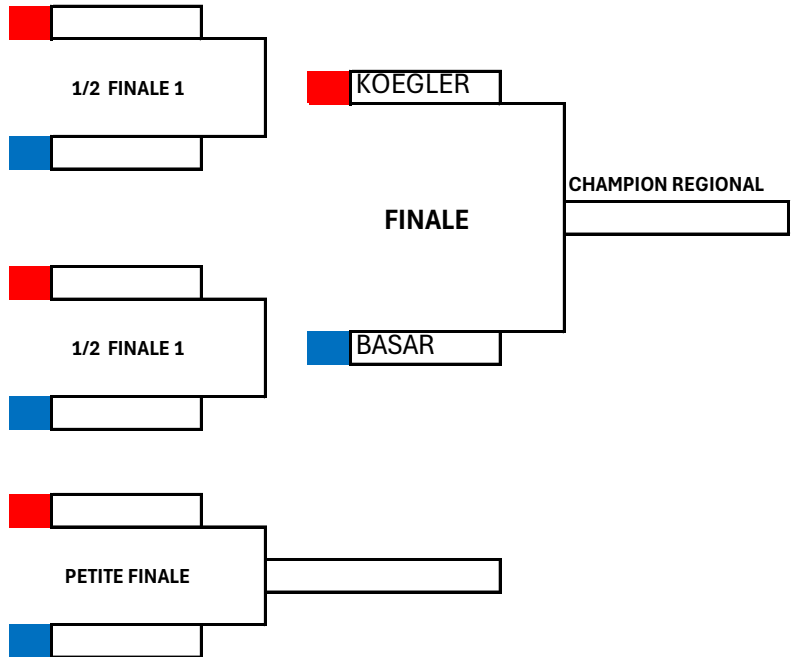 1/2 FINALE 1
KOEGLER
CHAMPION REGIONAL
FINALE
1/2 FINALE 1
BASAR
PETITE FINALE